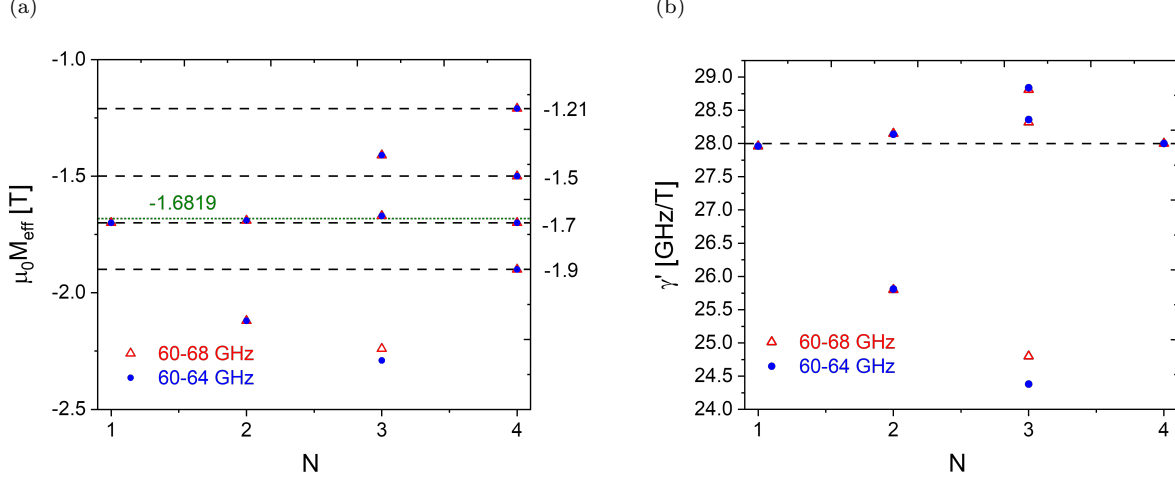 (a)
-1.0
-1.21
-1.5
-1.5
-1.6819
-1.7
-1.9
-2.0
-2.5
μ₀Mₑff [T]
60-68 GHz
60-64 GHz
1 2 3 4
N
(b)
29.0
28.5
28.0
27.5
27.0
26.5
26.0
25.5
25.0
24.5
24.0
γ' [GHz/T]
60-68 GHz
60-64 GHz
1 2 3 4
N